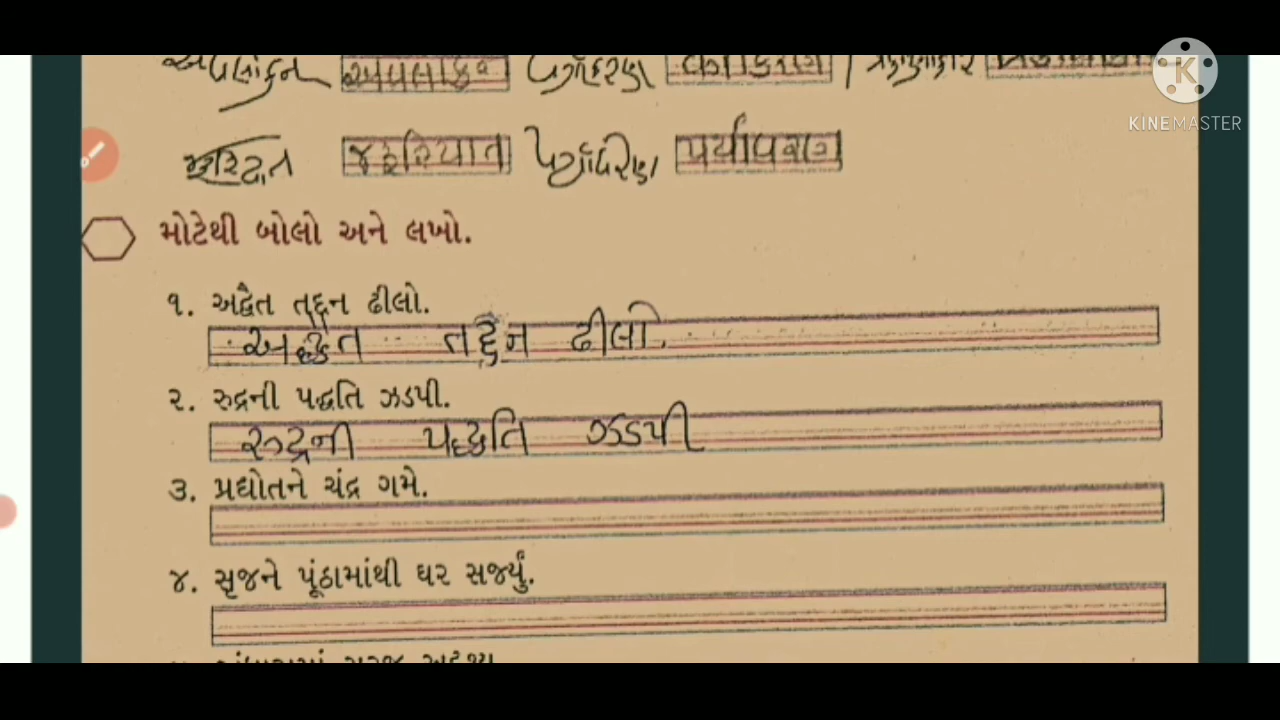 KINEMASTER
જરૂરિયાત પર્યાવરણ
મોટેથી બોલો અને લખો.
૧. અદ્વૈત તદ્દન ઢીલો.
અદ્વૈત તદ્દન ઢીલો.
૨. રુદ્રની પદ્ધતિ ઝડપી.
રુદ્રની પદ્ધતિ ઝડપી
૩. પ્રદ્યોતને ચંદ્ર ગમે.
૪. સૃજને પૂંઠામાંથી ઘર સજર્યું.